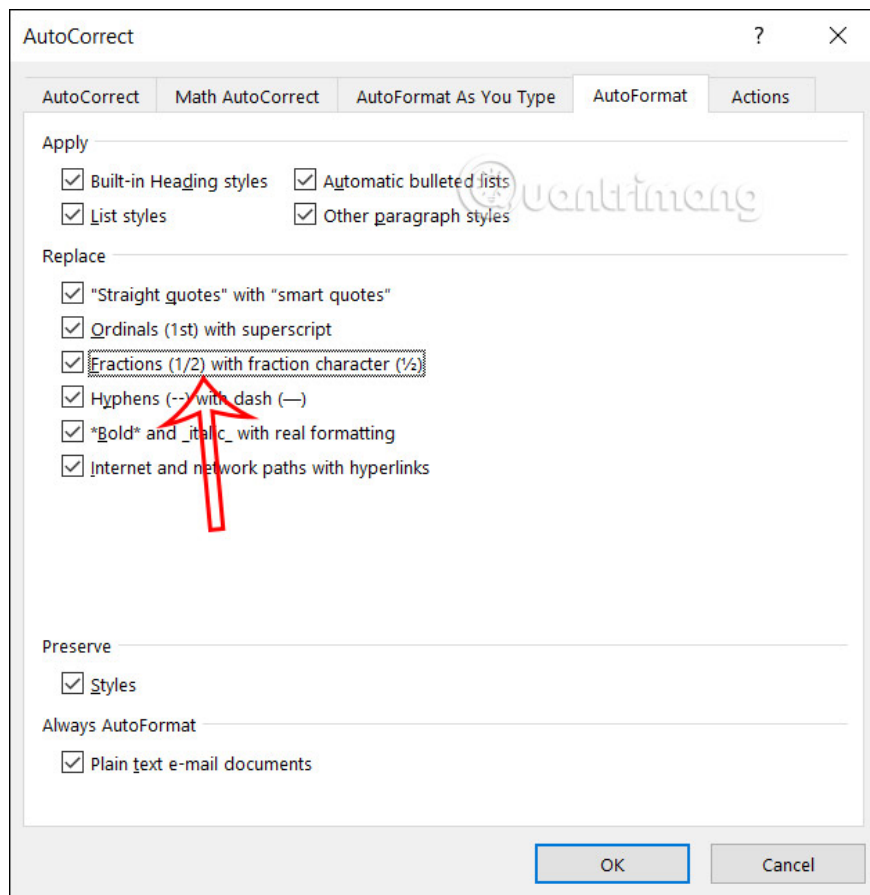 AutoCorrect ? ×
AutoCorrect Math AutoCorrect AutoFormat As You Type AutoFormat Actions
Apply
Built-in Heading styles Automatic bulleted lists
Quantrimang
List styles Other paragraph styles
Replace
"Straight quotes" with “smart quotes”
Ordinals (1st) with superscript
Fractions (1/2) with fraction character (½)
Hyphens (--) with dash (—)
*Bold* and _italic_ with real formatting
Internet and network paths with hyperlinks
Preserve
Styles
Always AutoFormat
Plain text e-mail documents
OK Cancel